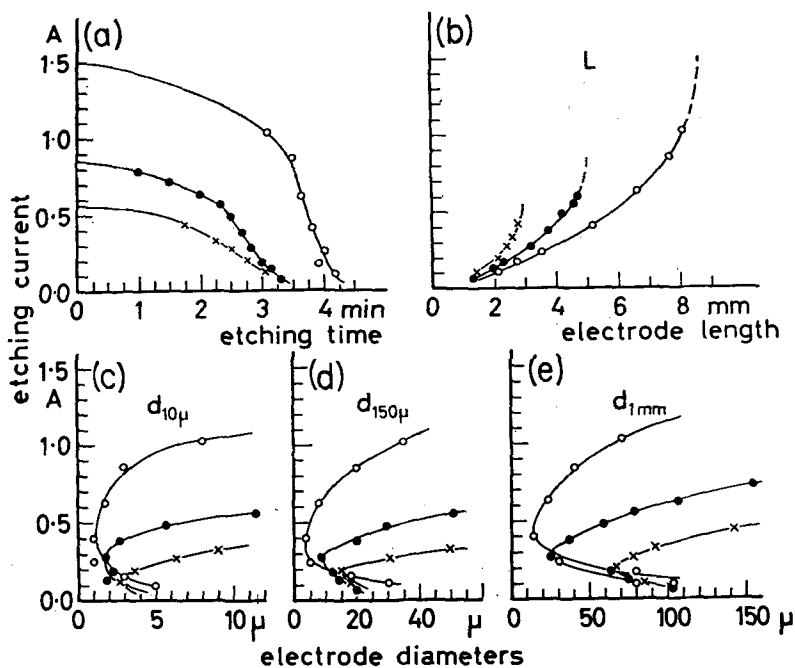 A (a)
1·5
1·0
0·5
0·0
0 1 2 3 4 min
etching time
(b)
L
0 2 4 6 8 mm
electrode length
etching current
1·5
A
1·0
0·5
0·0
(c)
d10μ
0 5 10 μ
(d)
d150μ
0 20 40 μ
(e)
d1mm
0 50 100 150 μ
electrode diameters